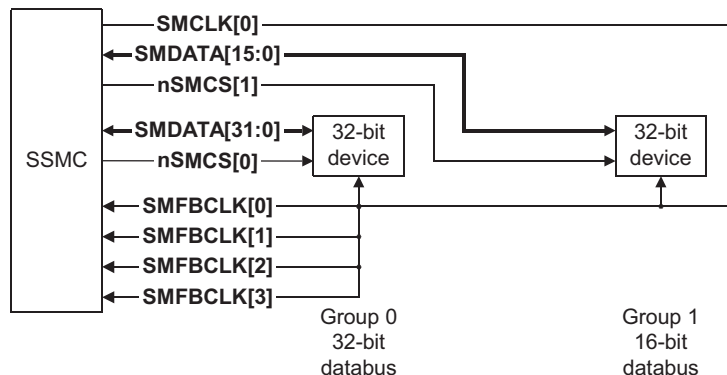 SMCLK[0]
SMDATA[15:0]
nSMCS[1]
SMDATA[31:0]
nSMCS[0]
SSMC
32-bit
device
32-bit
device
SMFBCLK[0]
SMFBCLK[1]
SMFBCLK[2]
SMFBCLK[3]
Group 0
32-bit
databus
Group 1
16-bit
databus